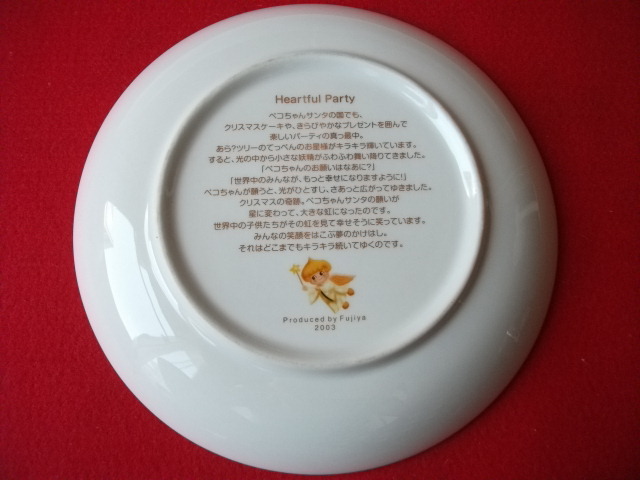 Heartful Party
ペコちゃんサンタの国でも、
クリスマスケーキや、きらびやかなプレゼントを囲んで
楽しいパーティの真っ最中。
あら?ツリーのてっぺんのお星様がキラキラ輝いています。
すると、光の中から小さな妖精がふわふわ舞い降りてきました。
「ペコちゃんのお願いはなあに?」
「世界中のみんなが、もっと幸せになりますように!」
ペコちゃんが願うと、光がひとすじ、さあっと広がってゆきました。
クリスマスの奇跡。ペコちゃんサンタの願いが
星に変わって、大きな虹になったのです。
世界中の子供たちがその虹を見て幸せそうに笑っています。
みんなの笑顔をはこぶ夢のかけはし。
それはどこまでもキラキラ続いてゆくのです。
Produced by Fujiya
2003